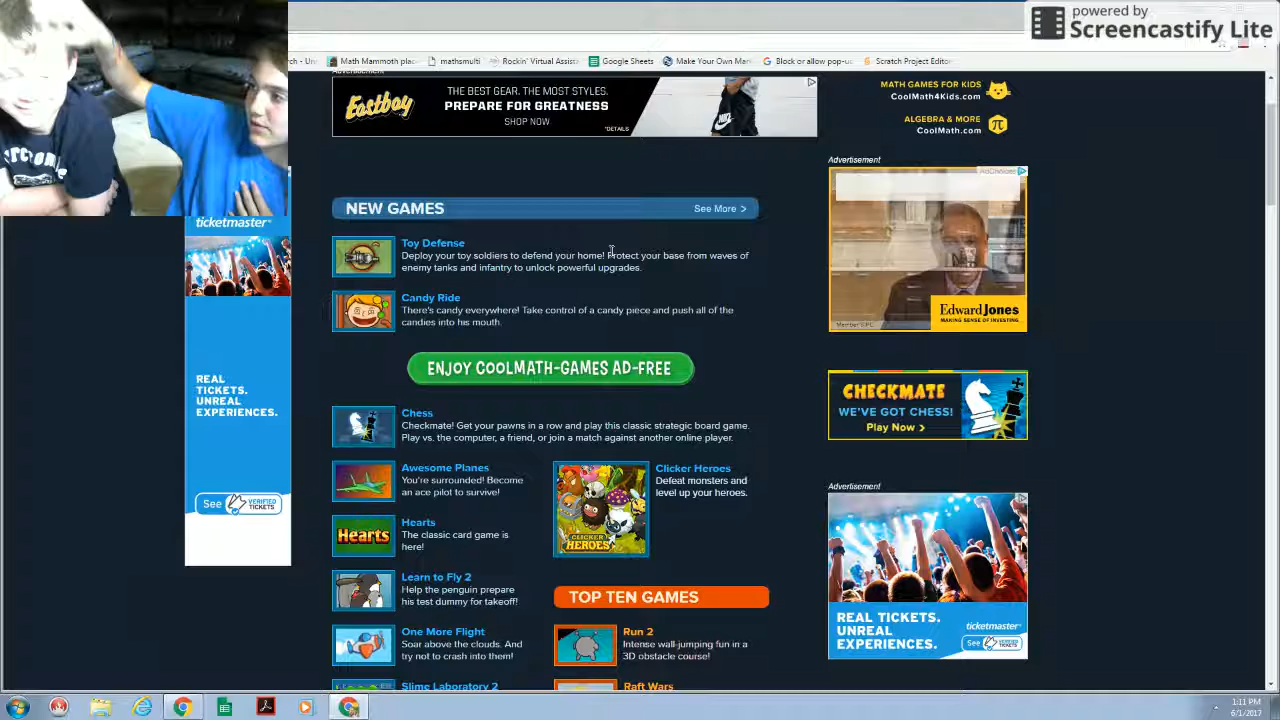 powered by
Screencastify Lite
Math Mammoth plac
mathsmuti
Rockin' Virtual Assist
Google Sheets
Make Your Own Mar
Block or allow pop-u
Scratch Project Editor
Advertisement
Eastbay
THE BEST GEAR. THE MOST STYLES.
PREPARE FOR GREATNESS
SHOP NOW
*DETAILS
MATH GAMES FOR KIDS
CoolMath4Kids.com
ALGEBRA & MORE
CoolMath.com
Advertisement
AdChoices
NEW GAMES
See More >
ticketmaster®
Toy Defense
Deploy your toy soldiers to defend your home! Protect your base from waves of
enemy tanks and infantry to unlock powerful upgrades.
Candy Ride
There's candy everywhere! Take control of a candy piece and push all of the
candies into his mouth.
Edward Jones
MAKING SENSE OF INVESTING
ENJOY COOLMATH-GAMES AD-FREE
REAL
TICKETS.
UNREAL
EXPERIENCES.
See
VERIFIED
TICKETS
CHECKMATE
WE'VE GOT CHESS!
Play Now >
Chess
Checkmate! Get your pawns in a row and play this classic strategic board game.
Play vs. the computer, a friend, or join a match against another online player.
Awesome Planes
You're surrounded! Become
an ace pilot to survive!
CLICKER
HEROES
Clicker Heroes
Defeat monsters and
level up your heroes.
Hearts
Hearts
The classic card game is
here!
Learn to Fly 2
Help the penguin prepare
his test dummy for takeoff!
One More Flight
Soar above the clouds. And
try not to crash into them!
Slime Laboratory 2
TOP TEN GAMES
Run 2
Intense wall-jumping fun in a
3D obstacle course!
Raft Wars
Advertisement
REAL TICKETS.
UNREAL
EXPERIENCES.
ticketmaster®
See
VERIFIED
TICKETS
1:11 PM
6/1/2017